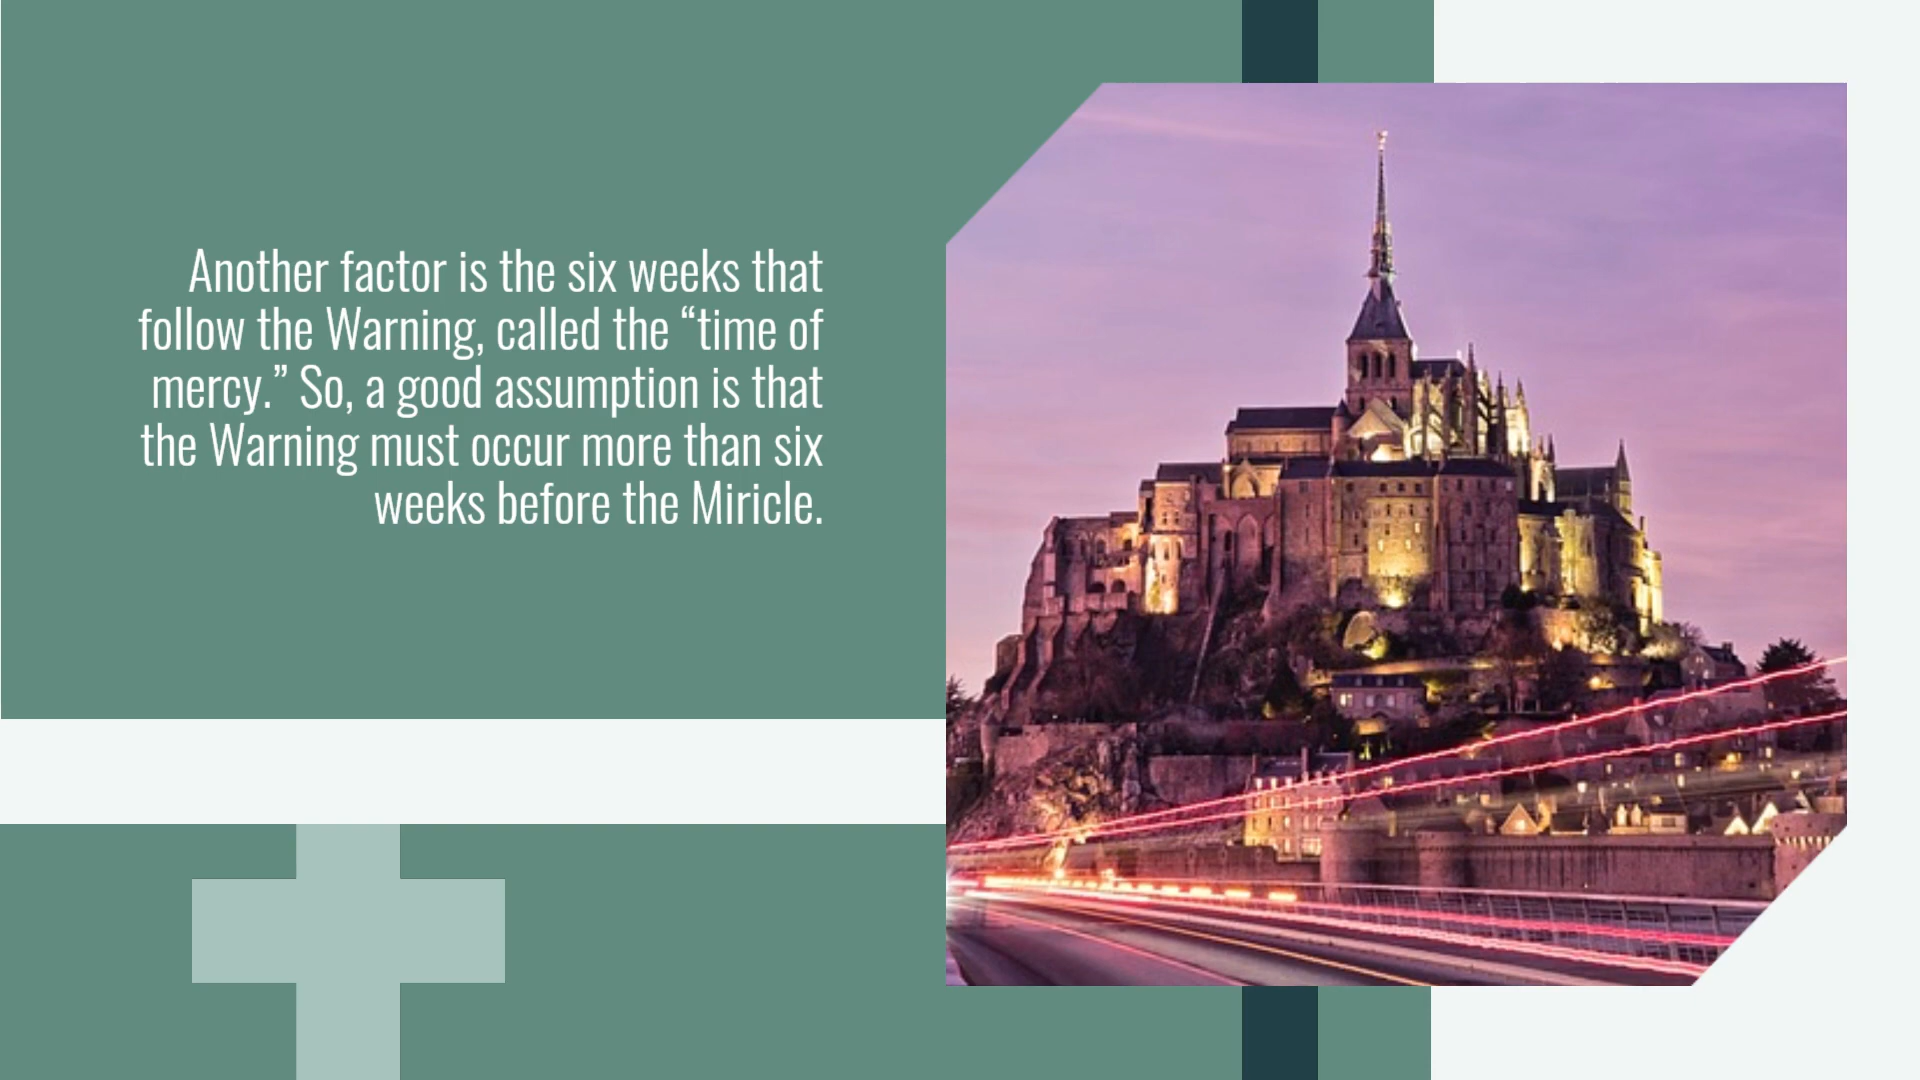 Another factor is the six weeks that
follow the Warning, called the “time of
mercy.” So, a good assumption is that
the Warning must occur more than six
weeks before the Miricle.